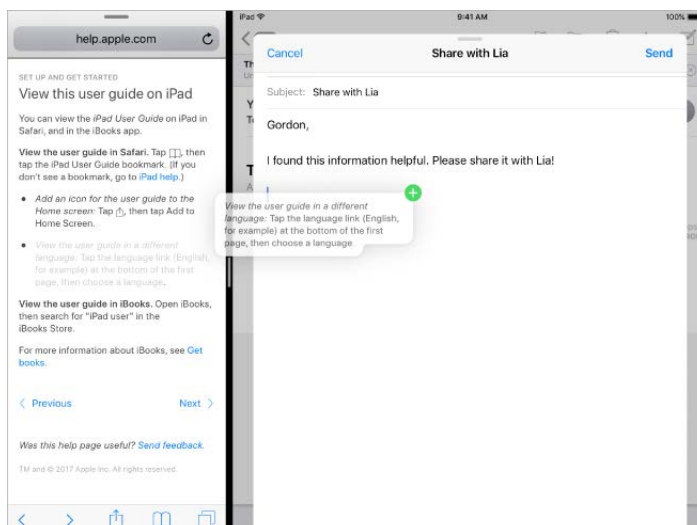 help.apple.com
SET UP AND GET STARTED
View this user guide on iPad
You can view the iPad User Guide on iPad in
Safari, and in the iBooks app.
View the user guide in Safari. Tap , then
tap the iPad User Guide bookmark. (If you
don't see a bookmark, go to iPad help.)
• Add an icon for the user guide to the
Home screen: Tap , then tap Add to
Home Screen.
• View the user guide in a different
language: Tap the language link (English,
for example) at the bottom of the first
page, then choose a language.
View the user guide in iBooks. Open iBooks,
then search for "iPad user" in the
iBooks Store.
For more information about iBooks, see Get
books.
Previous Next
Was this help page useful? Send feedback.
TM and © 2017 Apple Inc. All rights reserved.
iPad 9:41 AM 100%
Cancel Share with Lia Send
Subject: Share with Lia
Gordon,
I found this information helpful. Please share it with Lia!
View the user guide in a different
language: Tap the language link (English,
for example) at the bottom of the first
page, then choose a language.